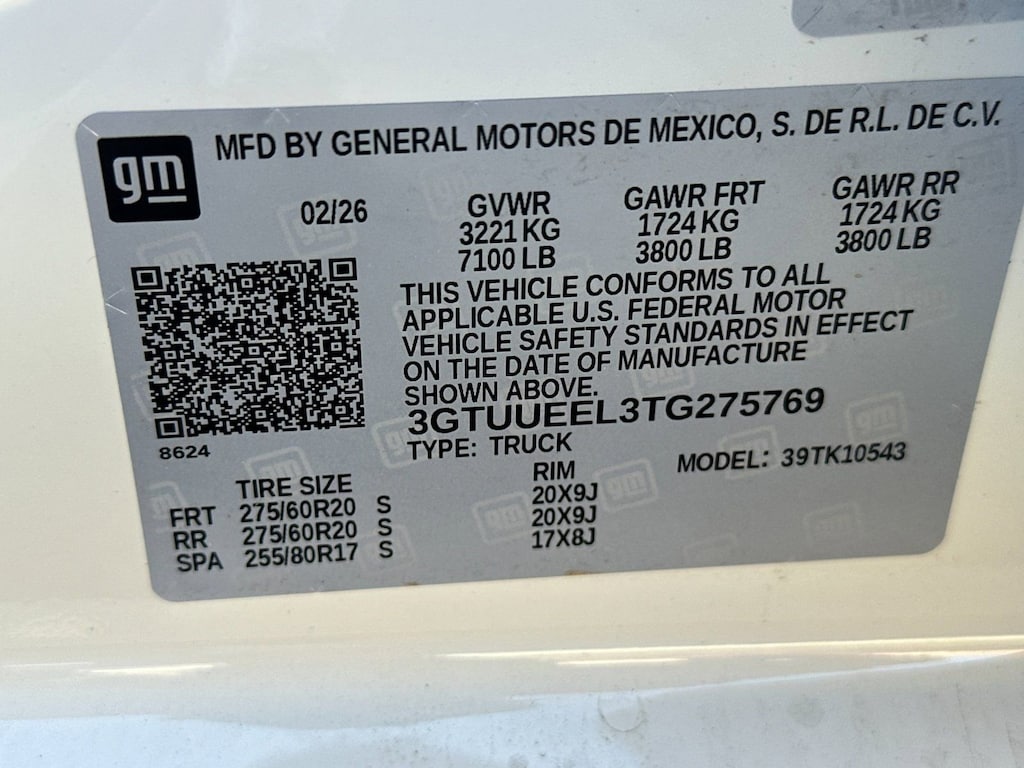 gm MFD BY GENERAL MOTORS DE MEXICO, S. DE R.L. DE C.V.
02/26 GVWR GAWR FRT GAWR RR
3221 KG 1724 KG 1724 KG
7100 LB 3800 LB 3800 LB
THIS VEHICLE CONFORMS TO ALL
APPLICABLE U.S. FEDERAL MOTOR
VEHICLE SAFETY STANDARDS IN EFFECT
ON THE DATE OF MANUFACTURE
SHOWN ABOVE.
3GTUUEEL3TG275769
8624 TYPE: TRUCK
MODEL: 39TK10543
TIRE SIZE RIM
FRT 275/60R20 S 20X9J
RR 275/60R20 S 20X9J
SPA 255/80R17 S 17X8J